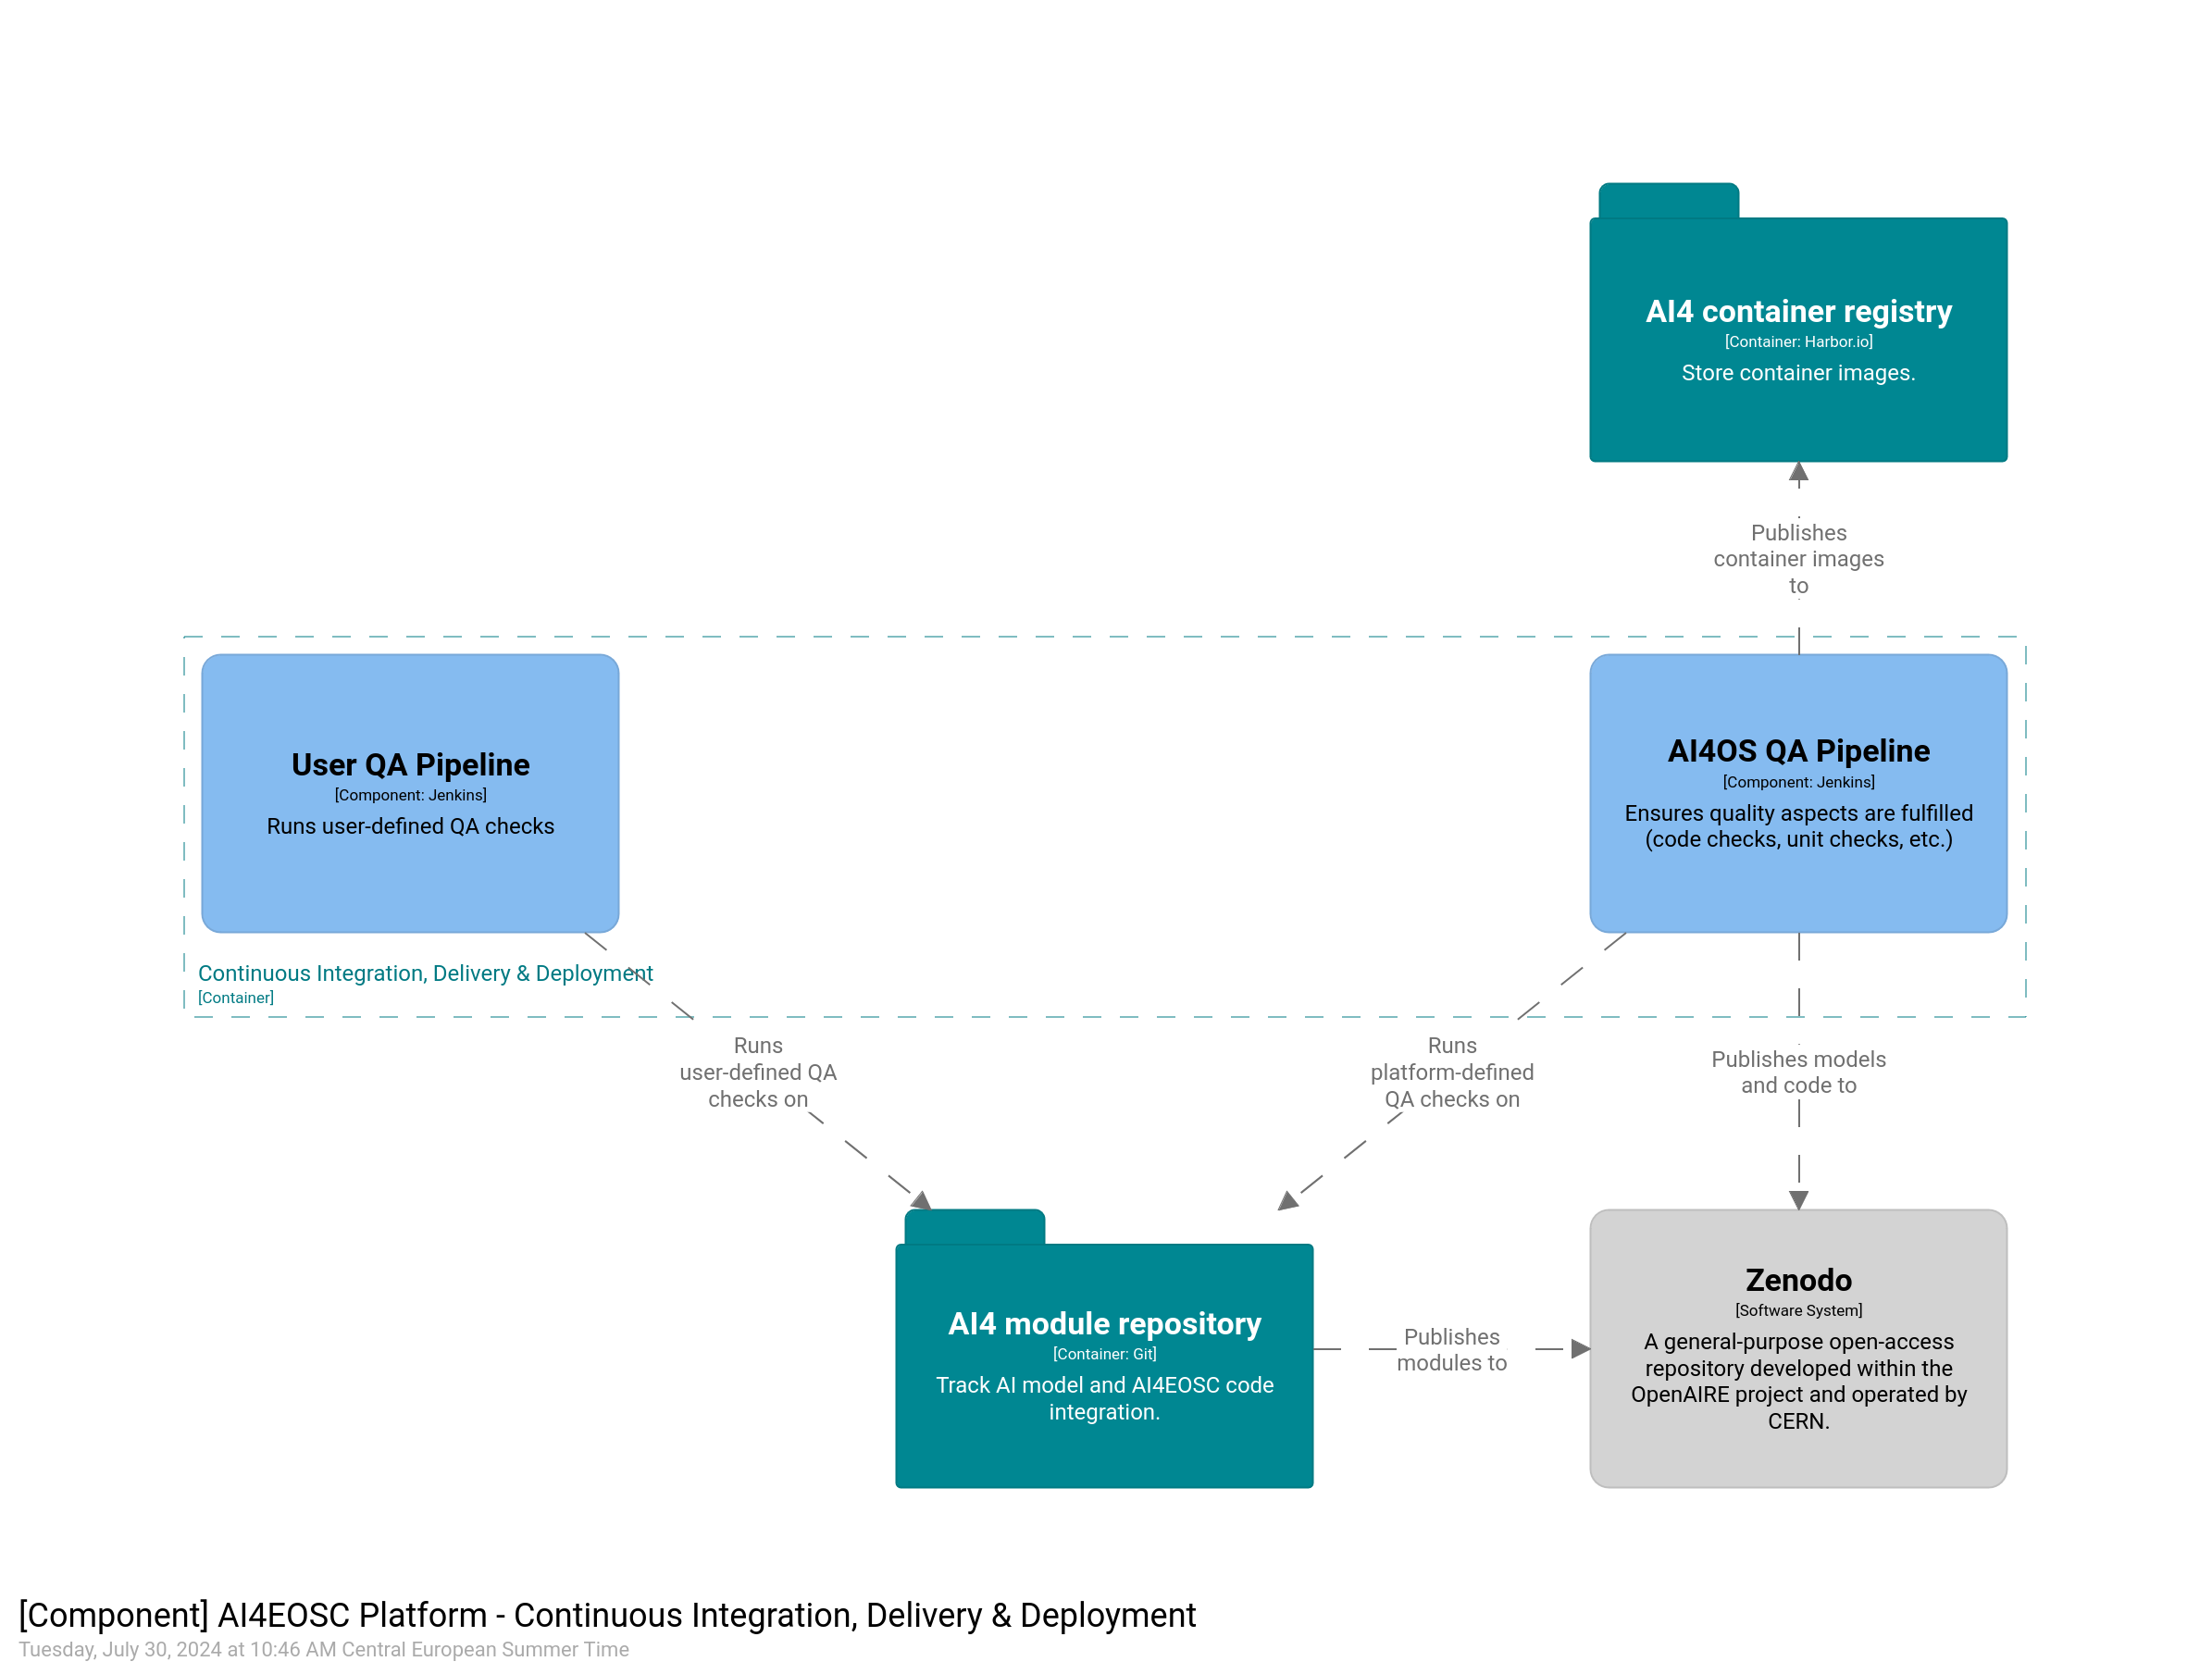 AI4 container registry
[Container: Harbor.io]
Store container images.
Publishes
container images
to
User QA Pipeline
[Component: Jenkins]
Runs user-defined QA checks
AI4OS QA Pipeline
[Component: Jenkins]
Ensures quality aspects are fulfilled
(code checks, unit checks, etc.)
Continuous Integration, Delivery & Deployment
[Container]
Runs
user-defined QA
checks on
Runs
platform-defined
QA checks on
Publishes models
and code to
AI4 module repository
[Container: Git]
Track AI model and AI4EOSC code
integration.
Publishes
modules to
Zenodo
[Software System]
A general-purpose open-access
repository developed within the
OpenAIRE project and operated by
CERN.
[Component] AI4EOSC Platform - Continuous Integration, Delivery & Deployment
Tuesday, July 30, 2024 at 10:46 AM Central European Summer Time